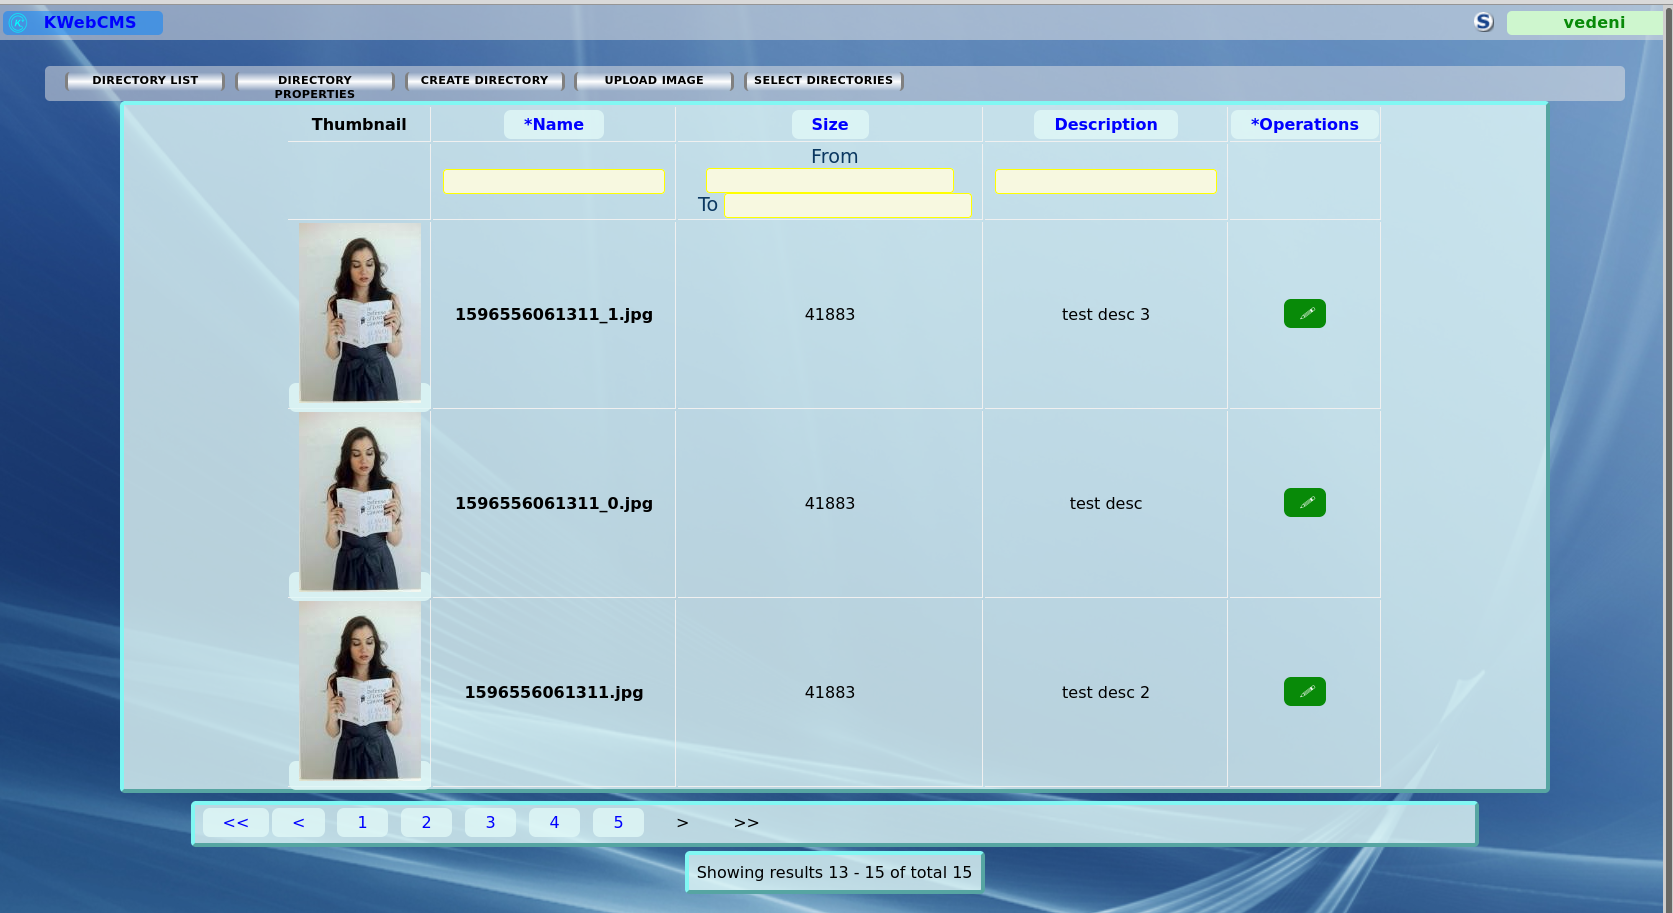 KWebCMS
S
vedeni
DIRECTORY LIST
DIRECTORY
PROPERTIES
CREATE DIRECTORY
UPLOAD IMAGE
SELECT DIRECTORIES
Thumbnail
*Name
Size
Description
*Operations
From
To
1596556061311_1.jpg
41883
test desc 3
1596556061311_0.jpg
41883
test desc
1596556061311.jpg
41883
test desc 2
<< < 1 2 3 4 5 > >>
Showing results 13 - 15 of total 15